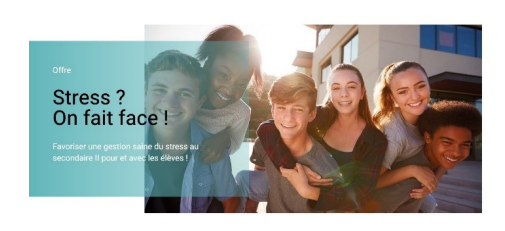 Offre
Stress ?
On fait face !
Favoriser une gestion saine du stress au
secondaire II pour et avec les élèves !